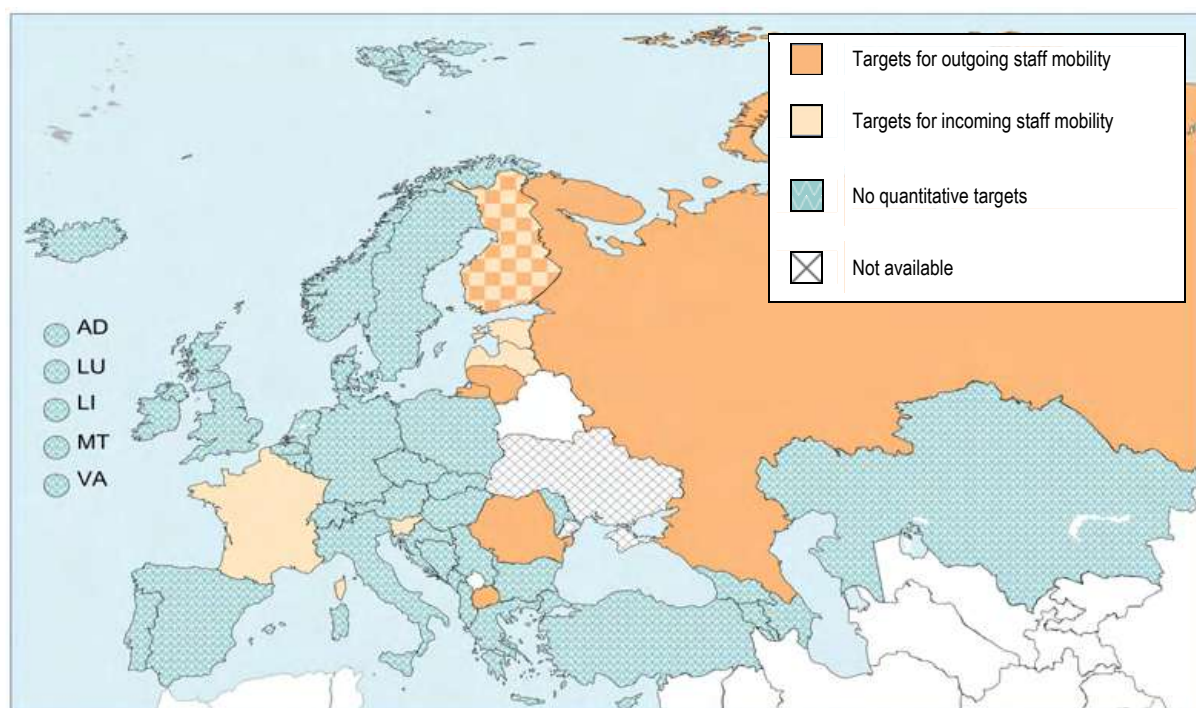 Targets for outgoing staff mobility
Targets for incoming staff mobility
No quantitative targets
Not available
AD
LU
LI
MT
VA